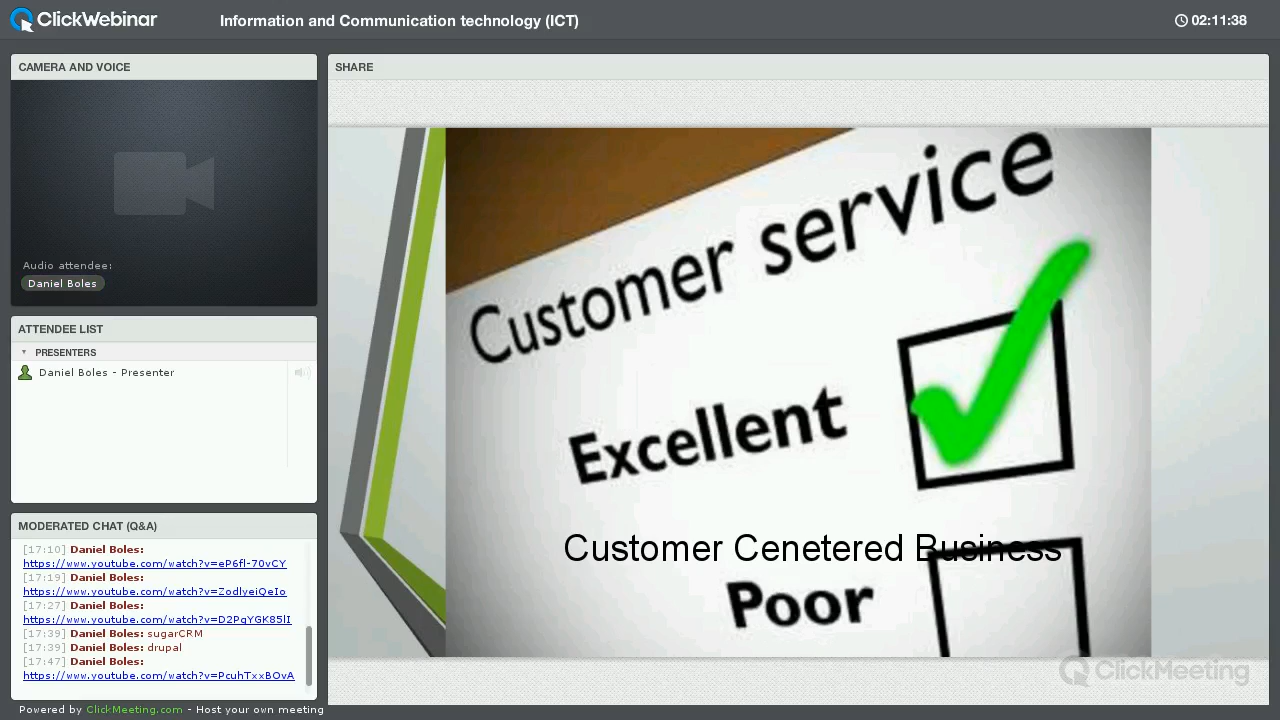 ClickWebinar
Information and Communication technology (ICT)
02:11:38
CAMERA AND VOICE
Audio attendee:
Daniel Boles
ATTENDEE LIST
PRESENTERS
Daniel Boles - Presenter
MODERATED CHAT (Q&A)
[17:10] Daniel Boles:
https://www.youtube.com/watch?v=eP6fl-70vCY
[17:19] Daniel Boles:
https://www.youtube.com/watch?v=ZodlyeiQeIo
[17:27] Daniel Boles:
https://www.youtube.com/watch?v=D2PqYGK85lI
[17:39] Daniel Boles: sugarCRM
[17:39] Daniel Boles: drupal
[17:47] Daniel Boles:
https://www.youtube.com/watch?v=PcuhTxxBOvA
Powered by ClickMeeting.com - Host your own meeting
SHARE
Customer service
Excellent
Customer Cenetered Business
Poor
ClickMeeting